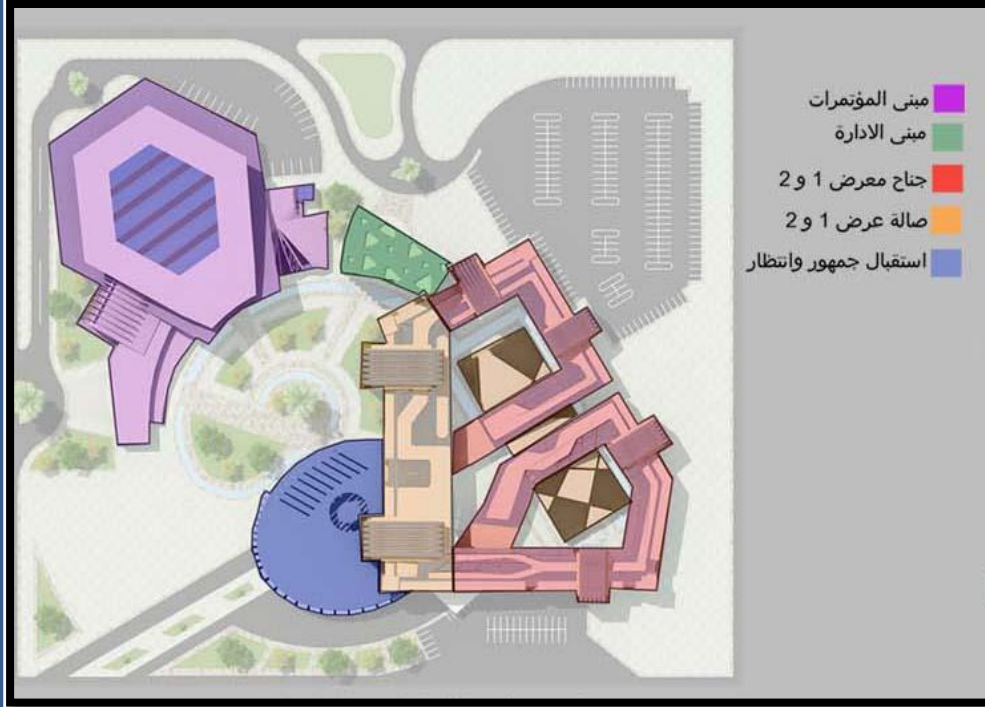 مبنى المؤتمرات
مبنى الادارة
جناح معرض 1 و 2
صالة عرض 1 و 2
استقبال جمهور وانتظار